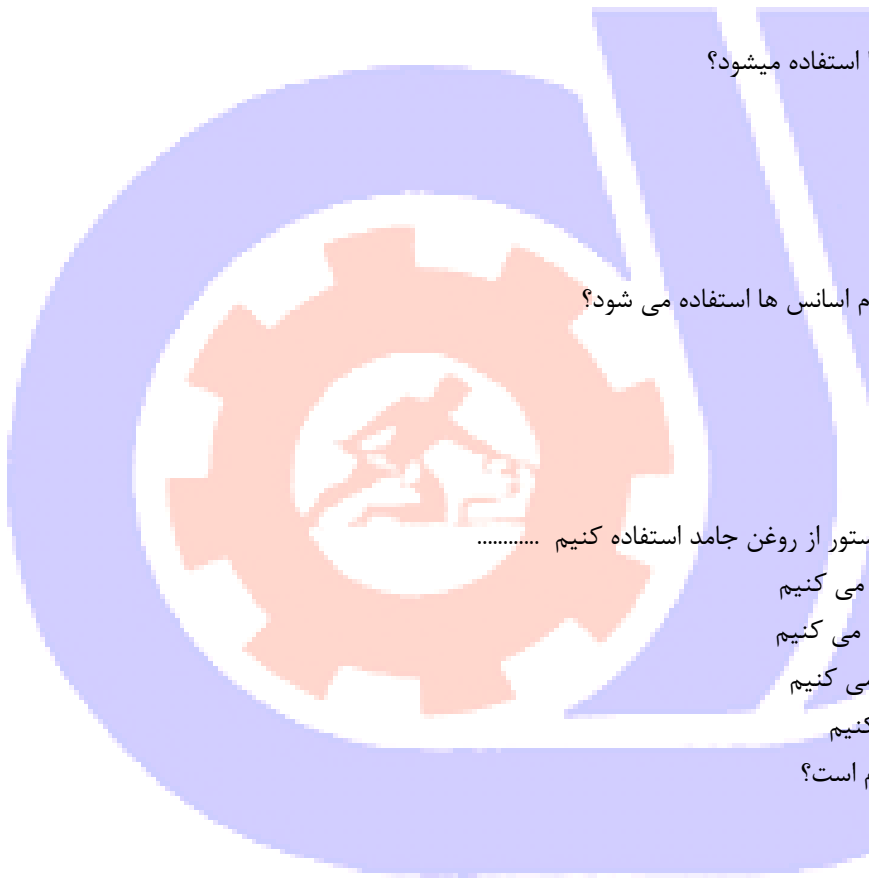 استفاده میشود؟
اسانس ها استفاده می شود؟
از روغن جامد استفاده کنیم ............
می کنیم
می کنیم
می کنیم
کنیم
است؟